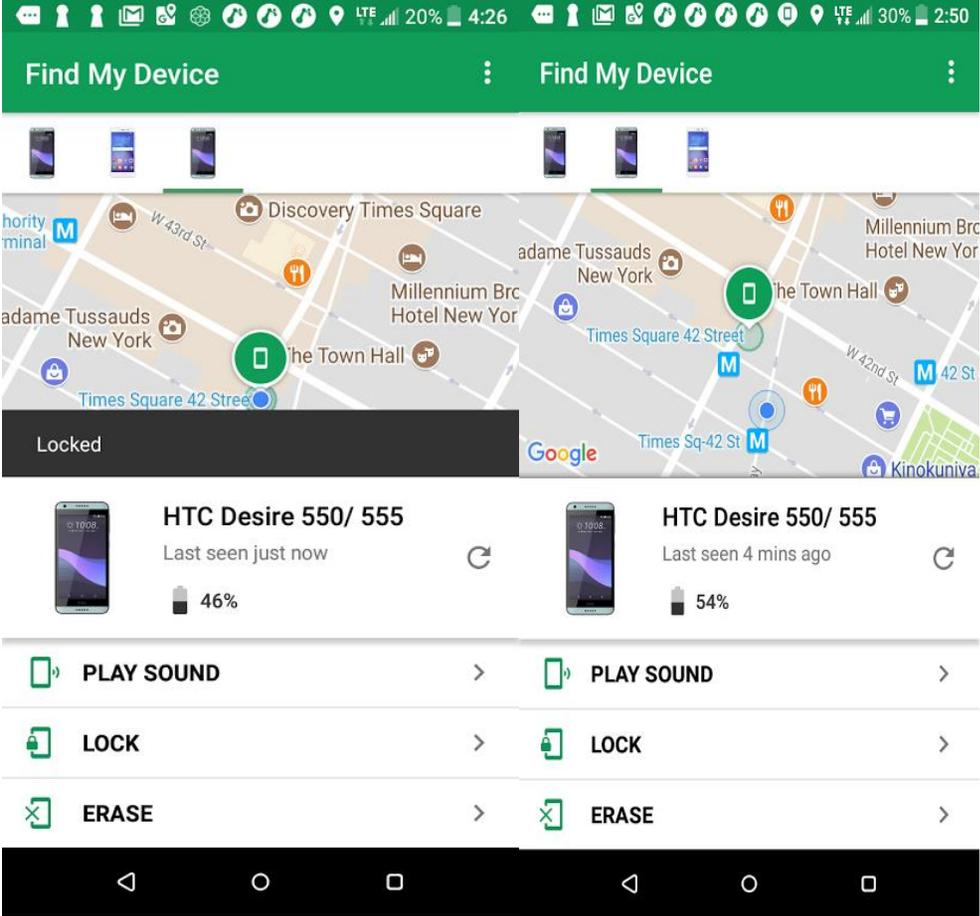 LTE 20% 4:26
Find My Device
Discovery Times Square
hority
rminal
M
W 43rd St
Millennium Bro
Hotel New Yor
adame Tussauds
New York
The Town Hall
Times Square 42 Stree
Locked
HTC Desire 550/ 555
Last seen just now
46%
PLAY SOUND
LOCK
ERASE
LTE 30% 2:50
Find My Device
Millennium Bro
Hotel New Yor
adame Tussauds
New York
The Town Hall
Times Square 42 Street
M
W 42nd St
M 42 St
Times Sq-42 St M
Google
Kinokuniya
HTC Desire 550/ 555
Last seen 4 mins ago
54%
PLAY SOUND
LOCK
ERASE